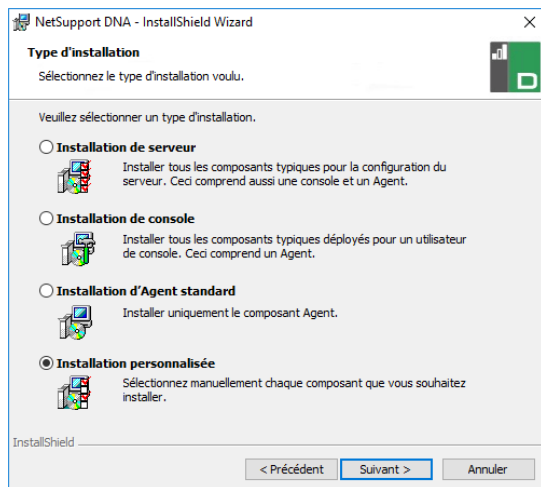 NetSupport DNA - InstallShield Wizard
Type d'installation
Sélectionnez le type d'installation voulu.
D
Veuillez sélectionner un type d'installation.
Installation de serveur
Installer tous les composants typiques pour la configuration du
serveur. Ceci comprend aussi une console et un Agent.
Installation de console
Installer tous les composants typiques déployés pour un utilisateur
de console. Ceci comprend un Agent.
Installation d'Agent standard
Installer uniquement le composant Agent.
Installation personnalisée
Sélectionnez manuellement chaque composant que vous souhaitez
installer.
InstallShield
< Précédent Suivant > Annuler